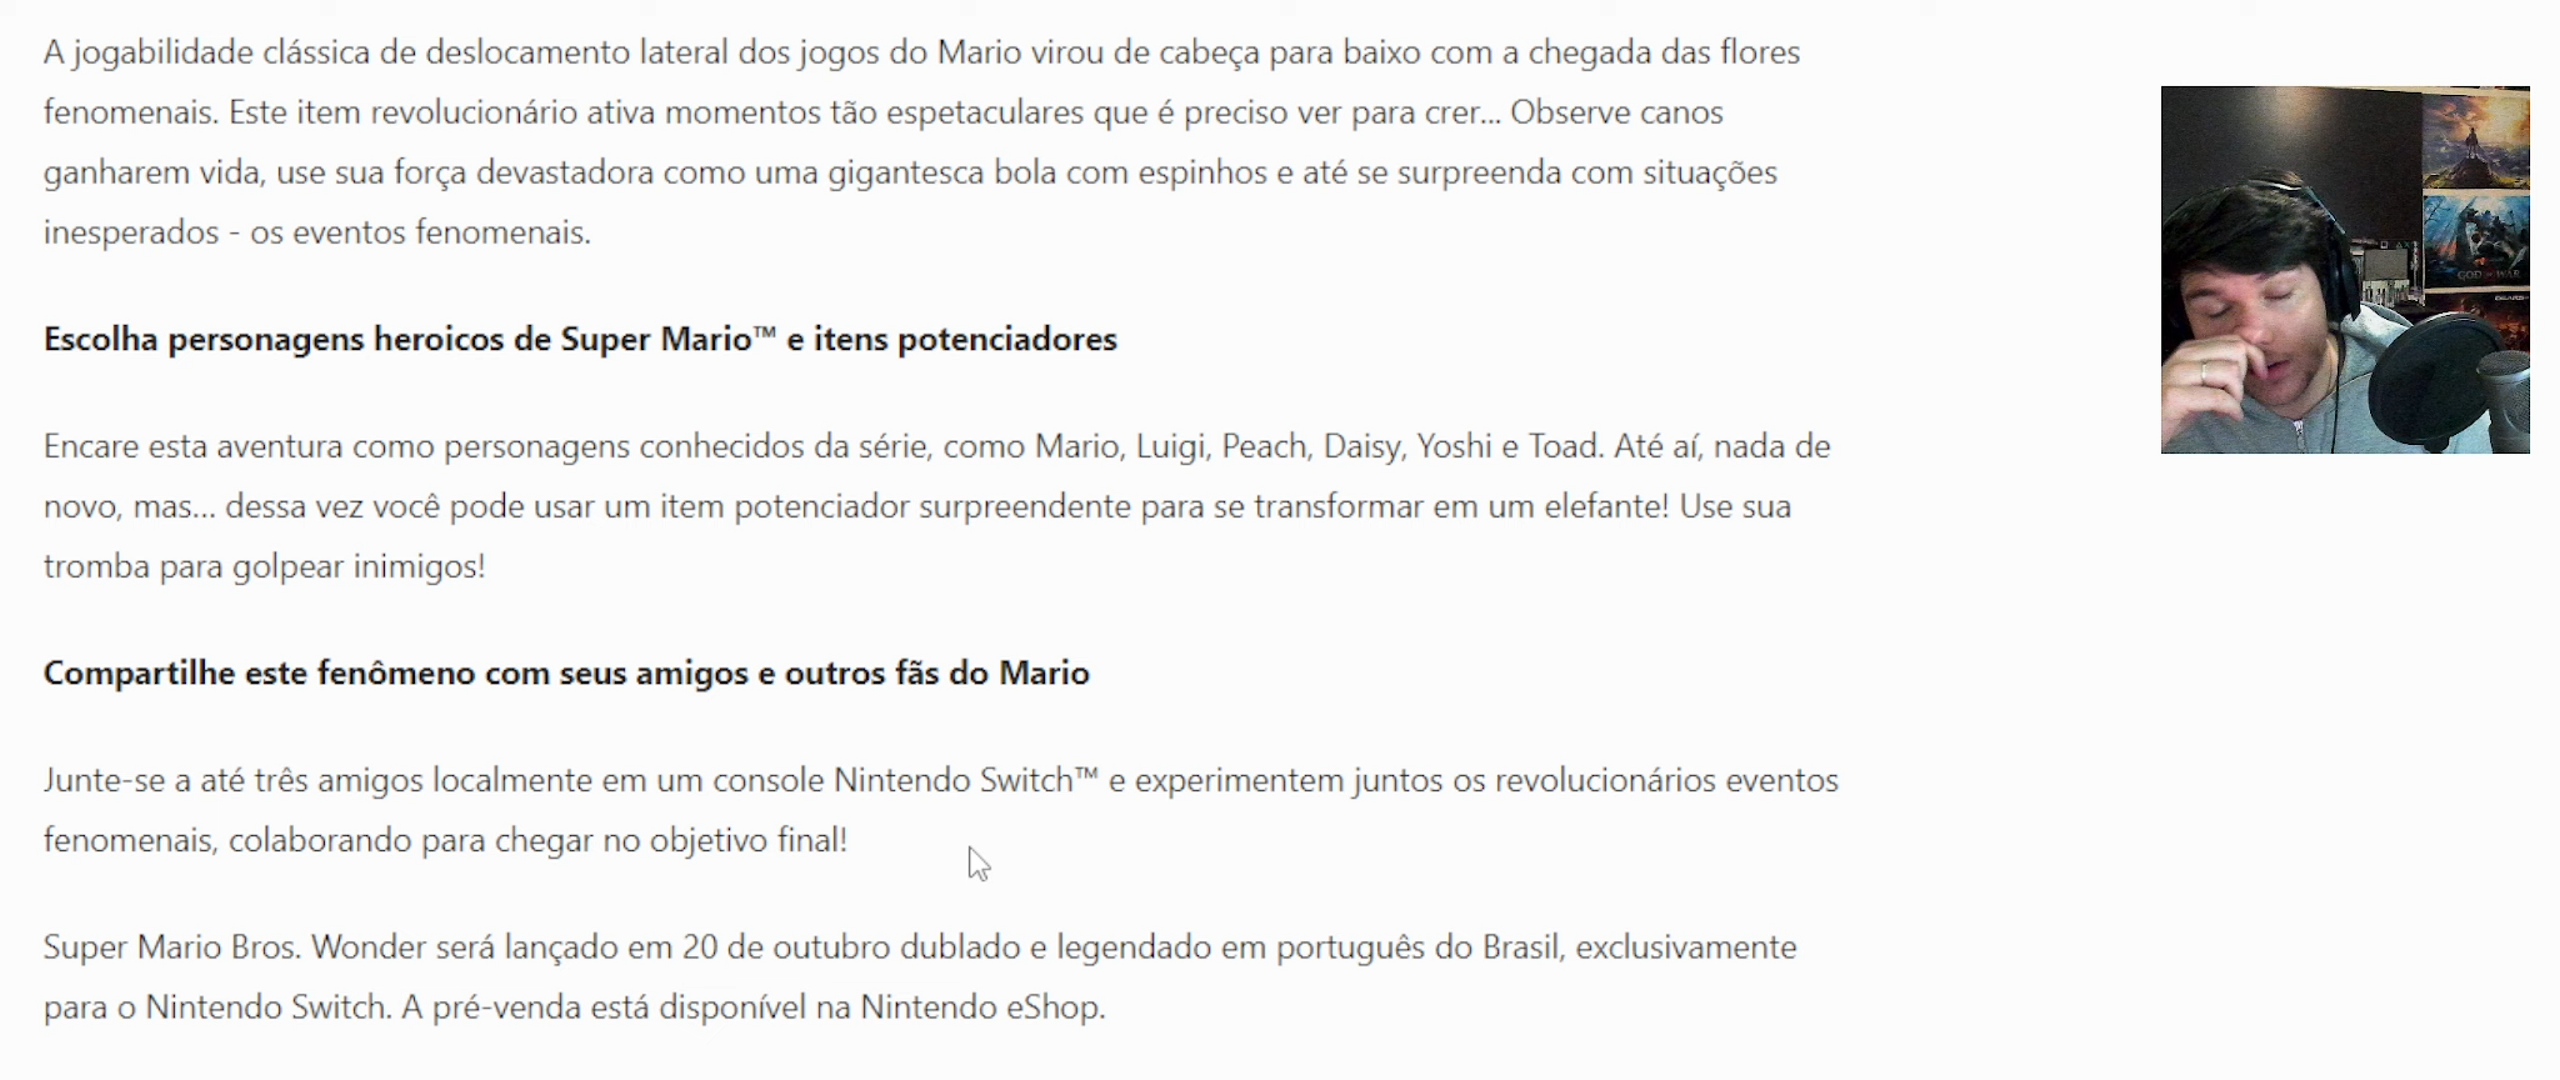 A jogabilidade clássica de deslocamento lateral dos jogos do Mario virou de cabeça para baixo com a chegada das flores
fenomenais. Este item revolucionário ativa momentos tão espetaculares que é preciso ver para crer... Observe canos
ganharem vida, use sua força devastadora como uma gigantesca bola com espinhos e até se surpreenda com situações
inesperados - os eventos fenomenais.
Escolha personagens heroicos de Super Mario™ e itens potenciadores
Encare esta aventura como personagens conhecidos da série, como Mario, Luigi, Peach, Daisy, Yoshi e Toad. Até aí, nada de
novo, mas... dessa vez você pode usar um item potenciador surpreendente para se transformar em um elefante! Use sua
tromba para golpear inimigos!
Compartilhe este fenômeno com seus amigos e outros fãs do Mario
Junte-se a até três amigos localmente em um console Nintendo Switch™ e experimentem juntos os revolucionários eventos
fenomenais, colaborando para chegar no objetivo final!
Super Mario Bros. Wonder será lançado em 20 de outubro dublado e legendado em português do Brasil, exclusivamente
para o Nintendo Switch. A pré-venda está disponível na Nintendo eShop.
GOD OF WAR